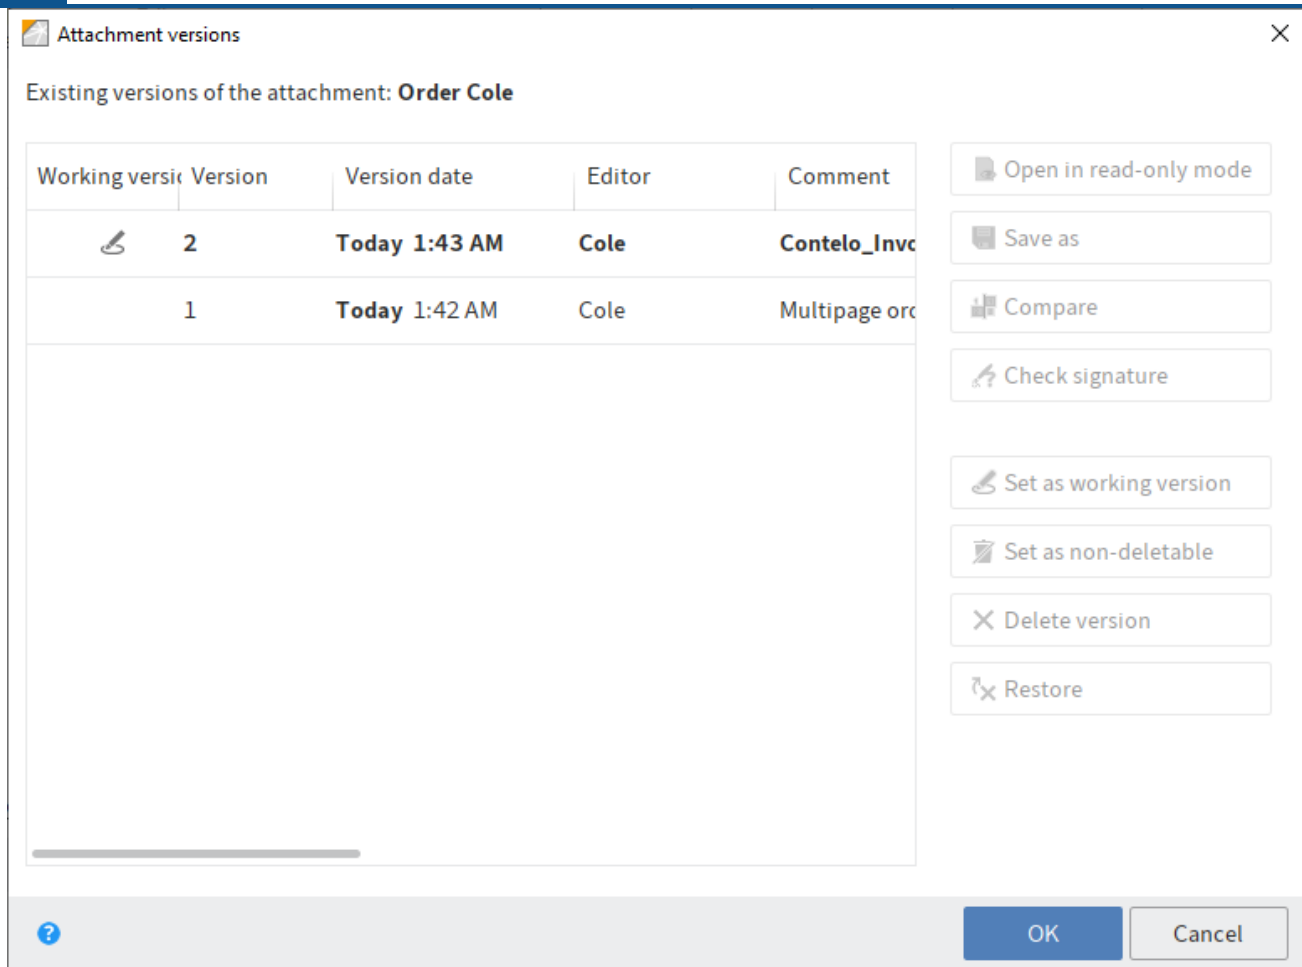 Attachment versions
Existing versions of the attachment: Order Cole
Working versic Version Version date Editor Comment
2 Today 1:43 AM Cole Contelo_Invc
1 Today 1:42 AM Cole Multipage orc
Open in read-only mode
Save as
Compare
Check signature
Set as working version
Set as non-deletable
Delete version
Restore
OK Cancel